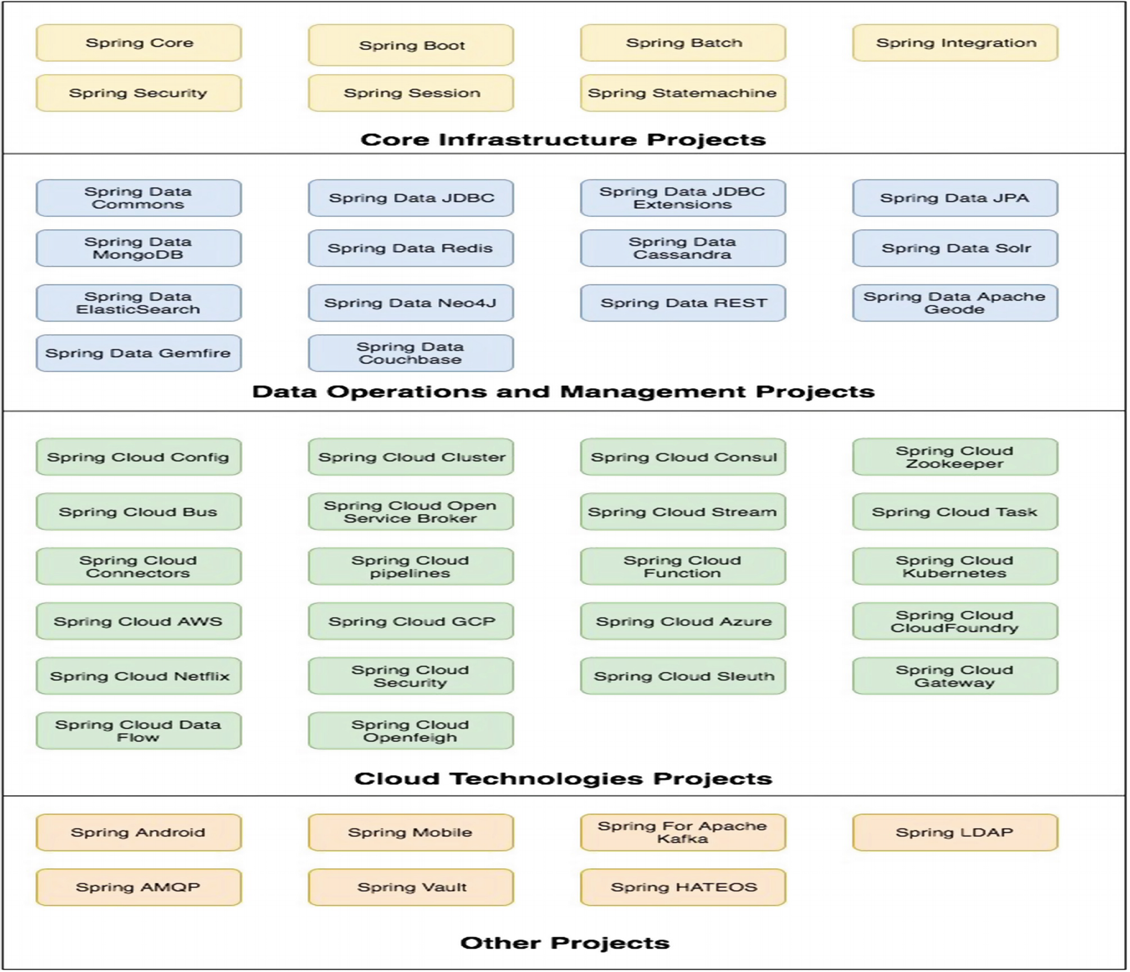 Spring Core
Spring Boot
Spring Batch
Spring Integration
Spring Security
Spring Session
Spring Statemachine
Core Infrastructure Projects
Spring Data
Commons
Spring Data JDBC
Spring Data JDBC
Extensions
Spring Data JPA
Spring Data
MongoDB
Spring Data Redis
Spring Data
Cassandra
Spring Data Solr
Spring Data
ElasticSearch
Spring Data Neo4J
Spring Data REST
Spring Data Apache
Geode
Spring Data Gemfire
Spring Data
Couchbase
Data Operations and Management Projects
Spring Cloud Config
Spring Cloud Cluster
Spring Cloud Consul
Spring Cloud
Zookeeper
Spring Cloud Bus
Spring Cloud Open
Service Broker
Spring Cloud Stream
Spring Cloud Task
Spring Cloud
Connectors
Spring Cloud
pipelines
Spring Cloud
Function
Spring Cloud
Kubernetes
Spring Cloud AWS
Spring Cloud GCP
Spring Cloud Azure
Spring Cloud
CloudFoundry
Spring Cloud Netflix
Spring Cloud
Security
Spring Cloud Sleuth
Spring Cloud
Gateway
Spring Cloud Data
Flow
Spring Cloud
Openfeigh
Cloud Technologies Projects
Spring Android
Spring Mobile
Spring For Apache
Kafka
Spring LDAP
Spring AMQP
Spring Vault
Spring HATEOS
Other Projects